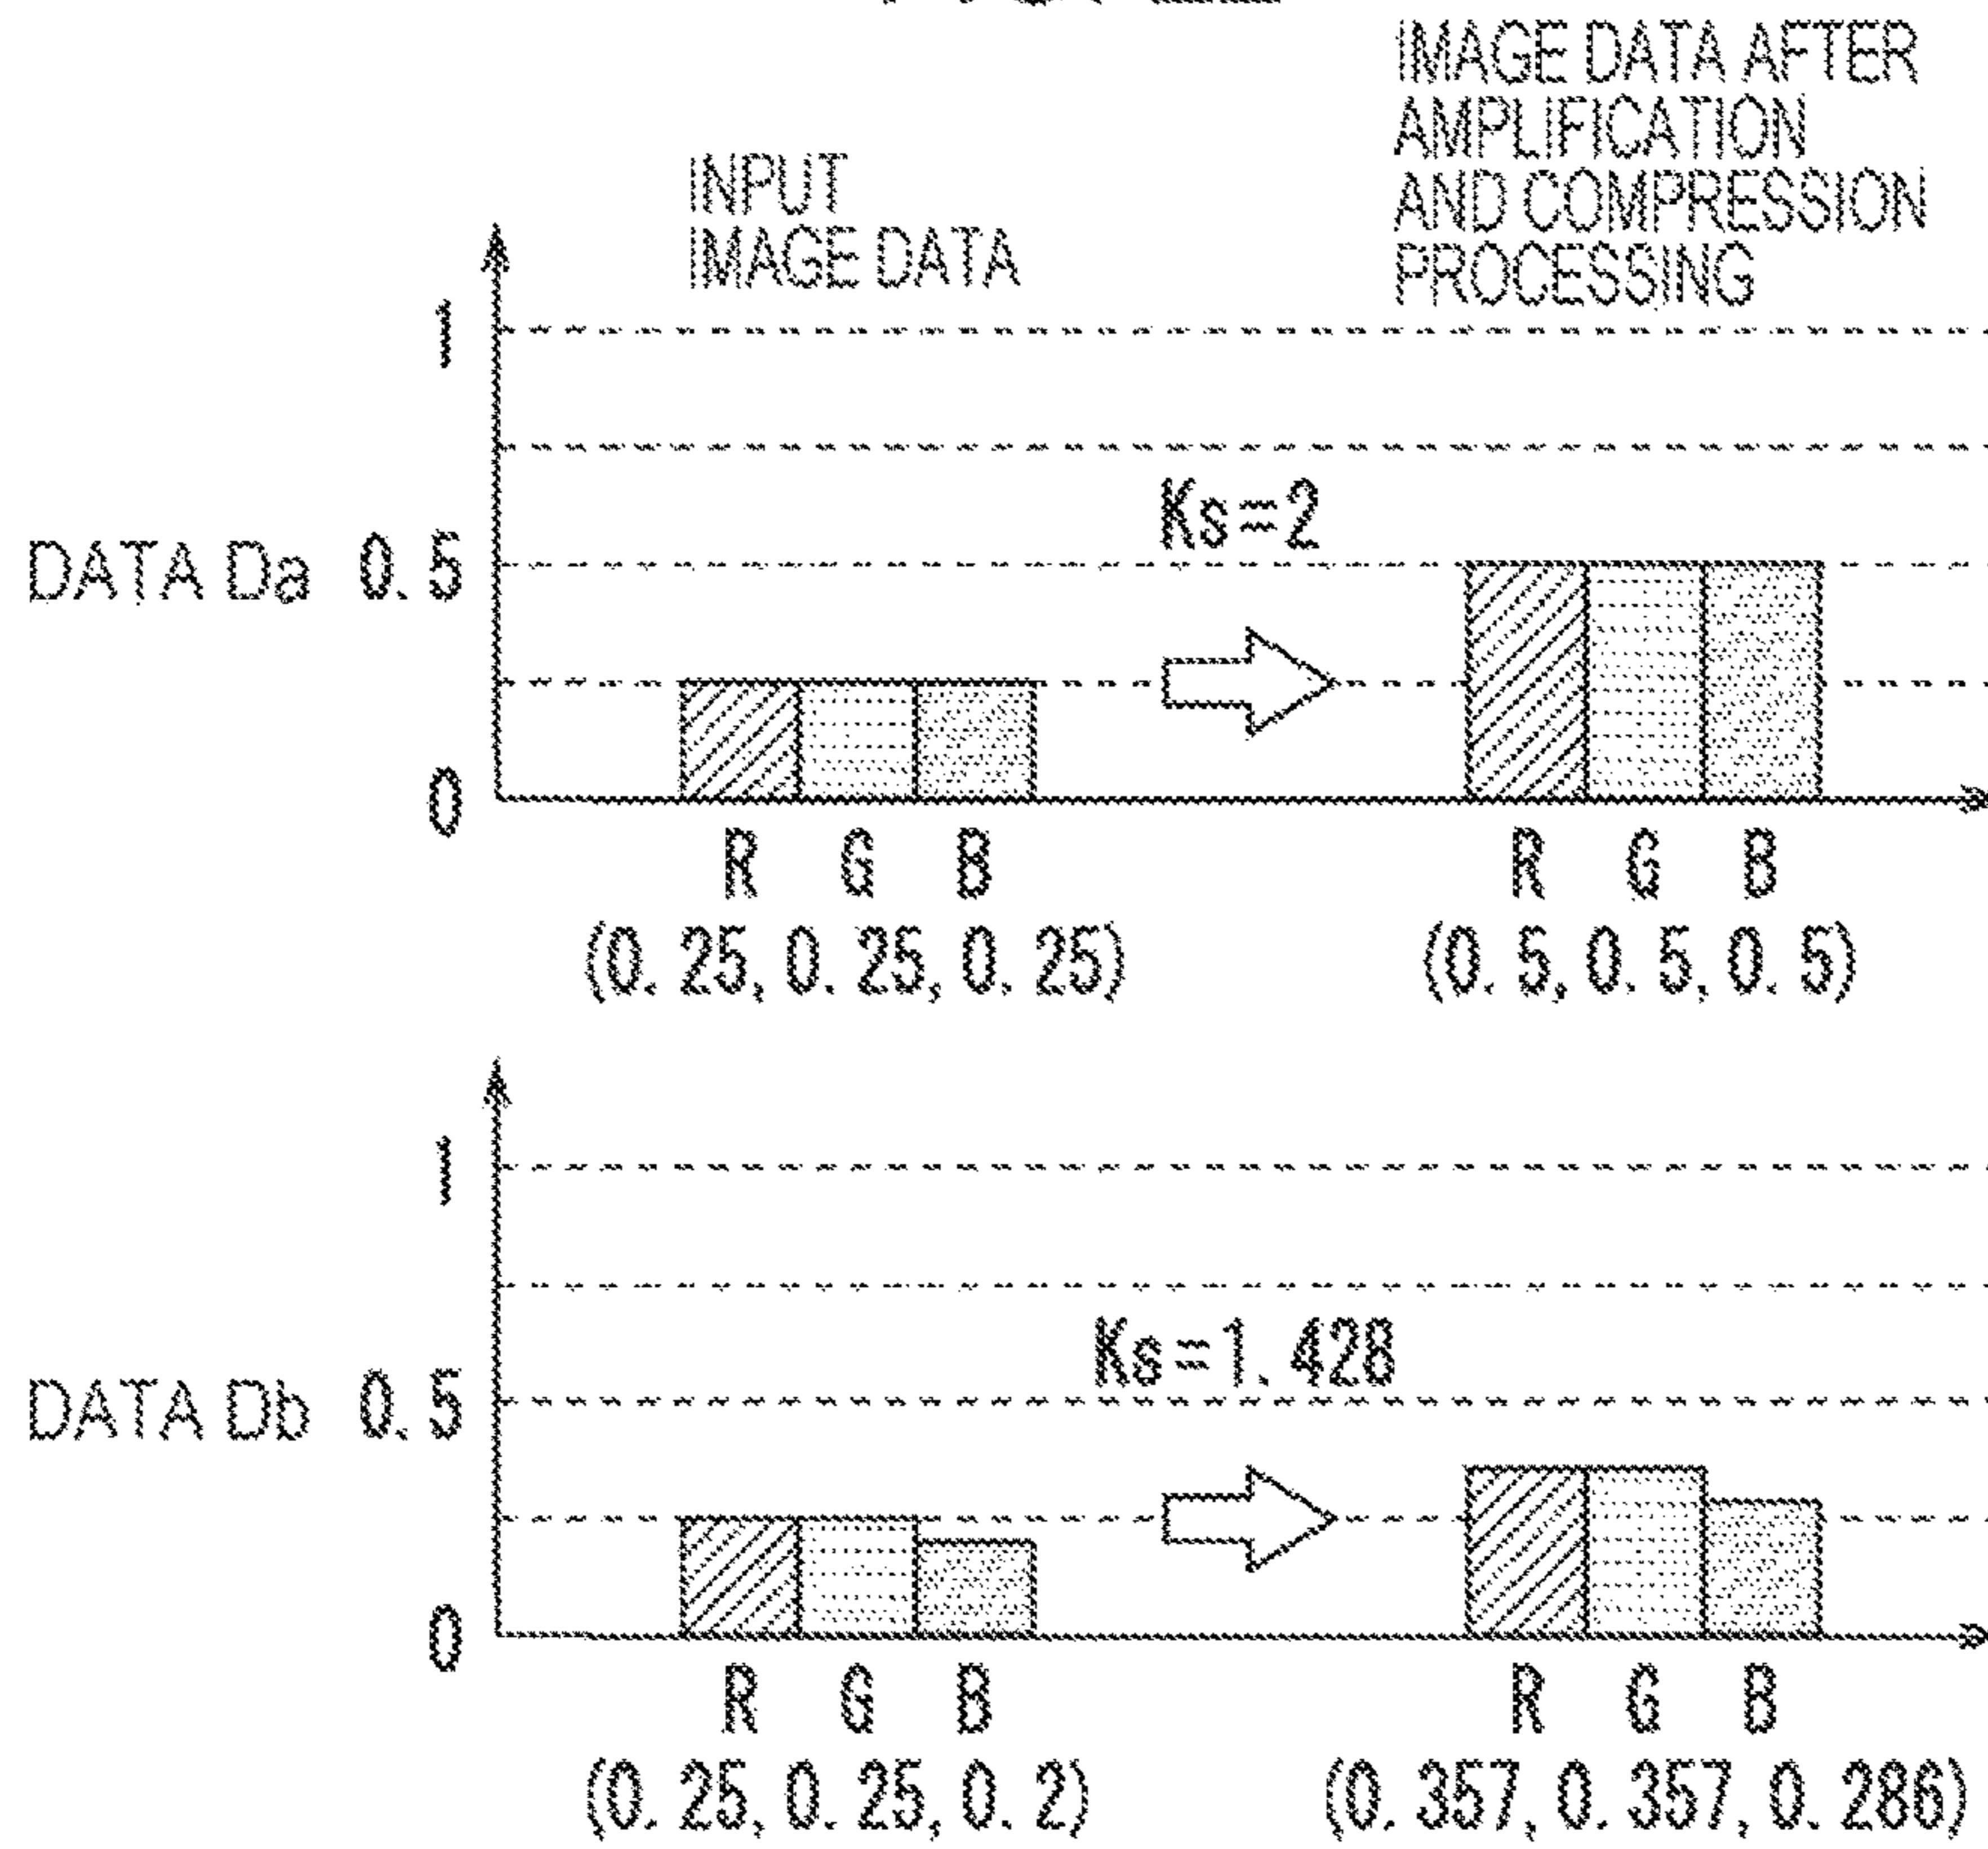 INPUT
IMAGE DATA
IMAGE DATA AFTER
AMPLIFICATION
AND COMPRESSION
PROCESSING
1
Ks=2
DATA Da 0.5
0
R G B
R G B
(0.25, 0.25, 0.25)
(0.5, 0.5, 0.5)
1
Ks=1.428
DATA Db 0.5
0
R G B
R G B
(0.25, 0.25, 0.2)
(0.357, 0.357, 0.286)